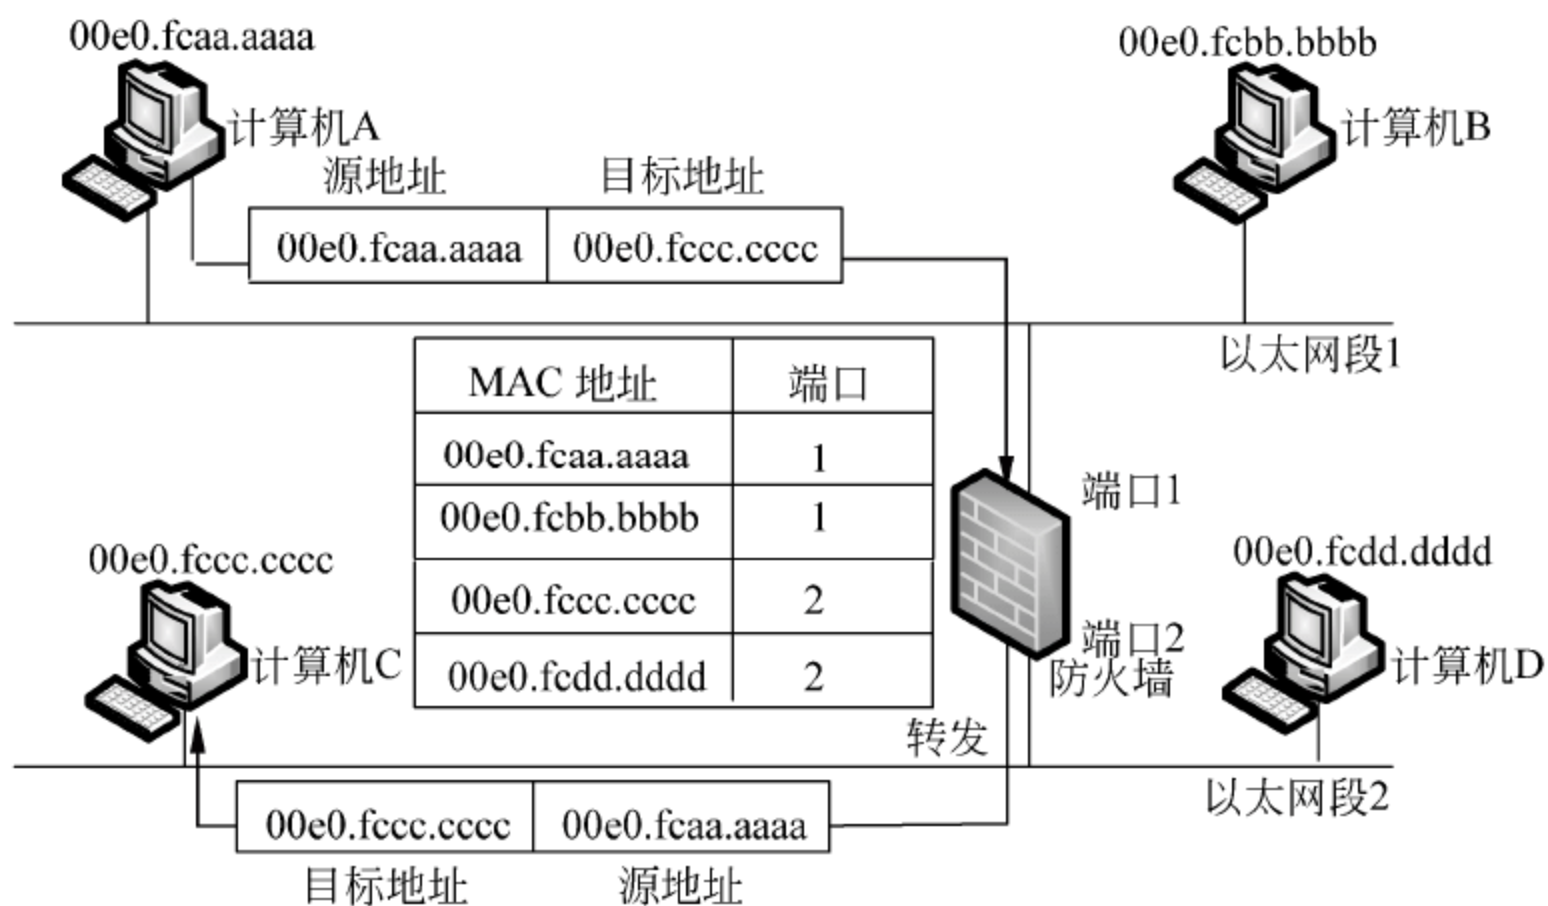 00e0.fcaa.aaaa
00e0.fcbb.bbbb
计算机A
计算机B
源地址 目标地址
00e0.fcaa.aaaa 00e0.fccc.cccc
以太网段1
MAC 地址 端口
00e0.fcaa.aaaa 1
00e0.fcbb.bbbb 1
00e0.fccc.cccc 2
00e0.fcdd.dddd 2
端口1
端口2
防火墙
00e0.fccc.cccc
计算机C
00e0.fcdd.dddd
计算机D
转发
以太网段2
00e0.fccc.cccc 00e0.fcaa.aaaa
目标地址 源地址